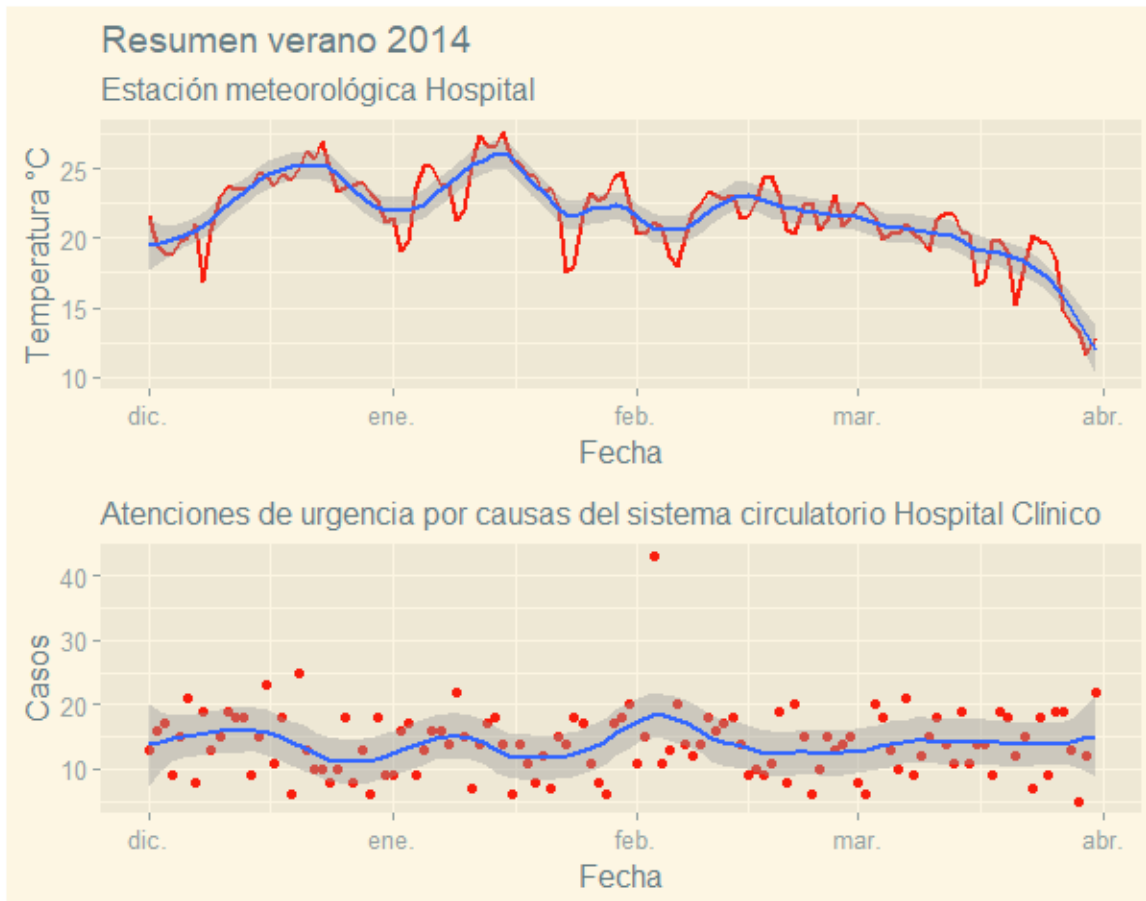 Resumen verano 2014
Estación meteorológica Hospital
Temperatura °C
25
20
15
10
dic. ene. feb. mar. abr.
Fecha
Atenciones de urgencia por causas del sistema circulatorio Hospital Clínico
Casos
40
30
20
10
dic. ene. feb. mar. abr.
Fecha